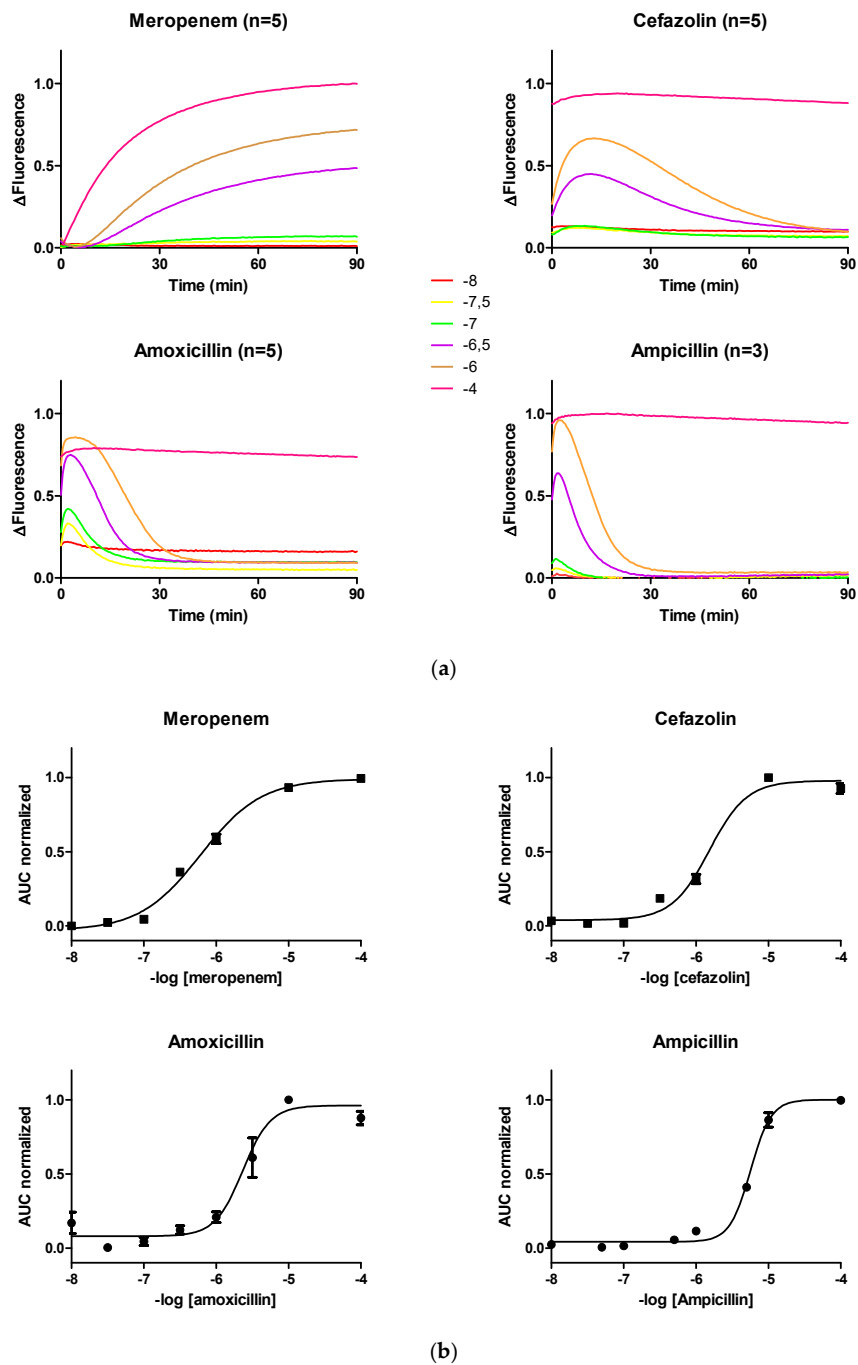 Meropenem (n=5)
ΔFluorescence
1.0
0.5
0.0
0
30
60
90
Time (min)
Cefazolin (n=5)
ΔFluorescence
1.0
0.5
0.0
0
30
60
90
Time (min)
-8
-7,5
-7
-6,5
-6
-4
Amoxicillin (n=5)
ΔFluorescence
1.0
0.5
0.0
0
30
60
90
Time (min)
Ampicillin (n=3)
ΔFluorescence
1.0
0.5
0.0
0
30
60
90
Time (min)
(a)
Meropenem
AUC normalized
1.0
0.5
0.0
-8
-7
-6
-5
-4
-log [meropenem]
Cefazolin
AUC normalized
1.0
0.5
0.0
-8
-7
-6
-5
-4
-log [cefazolin]
Amoxicillin
AUC normalized
1.0
0.5
0.0
-8
-7
-6
-5
-4
-log [amoxicillin]
Ampicillin
AUC normalized
1.0
0.5
0.0
-8
-7
-6
-5
-4
-log [Ampicillin]
(b)